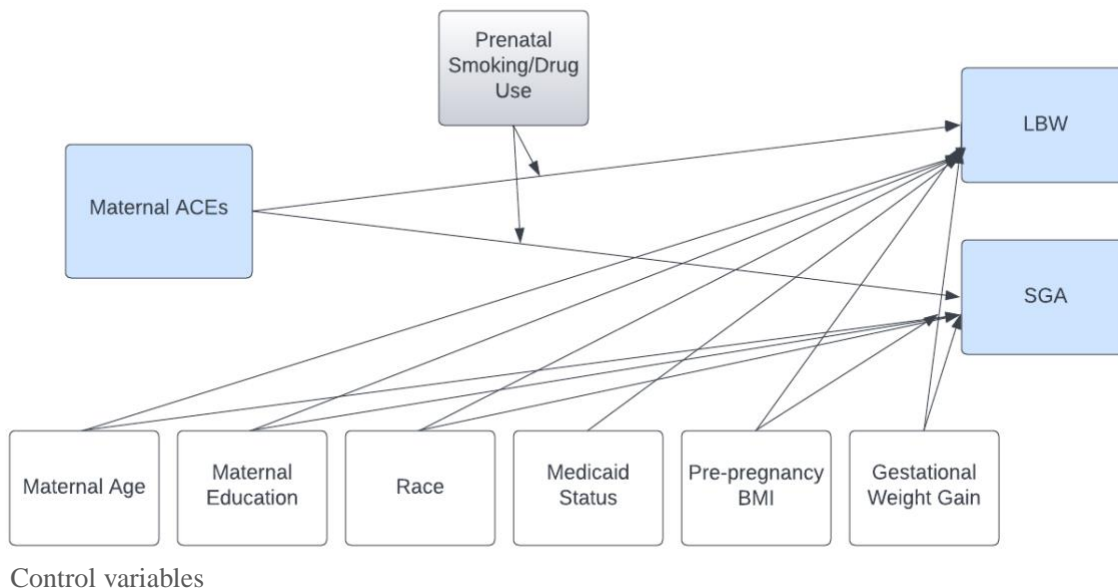 Prenatal
Smoking/Drug
Use
LBW
Maternal ACEs
SGA
Maternal Age
Maternal
Education
Race
Medicaid
Status
Pre-pregnancy
BMI
Gestational
Weight Gain
Control variables